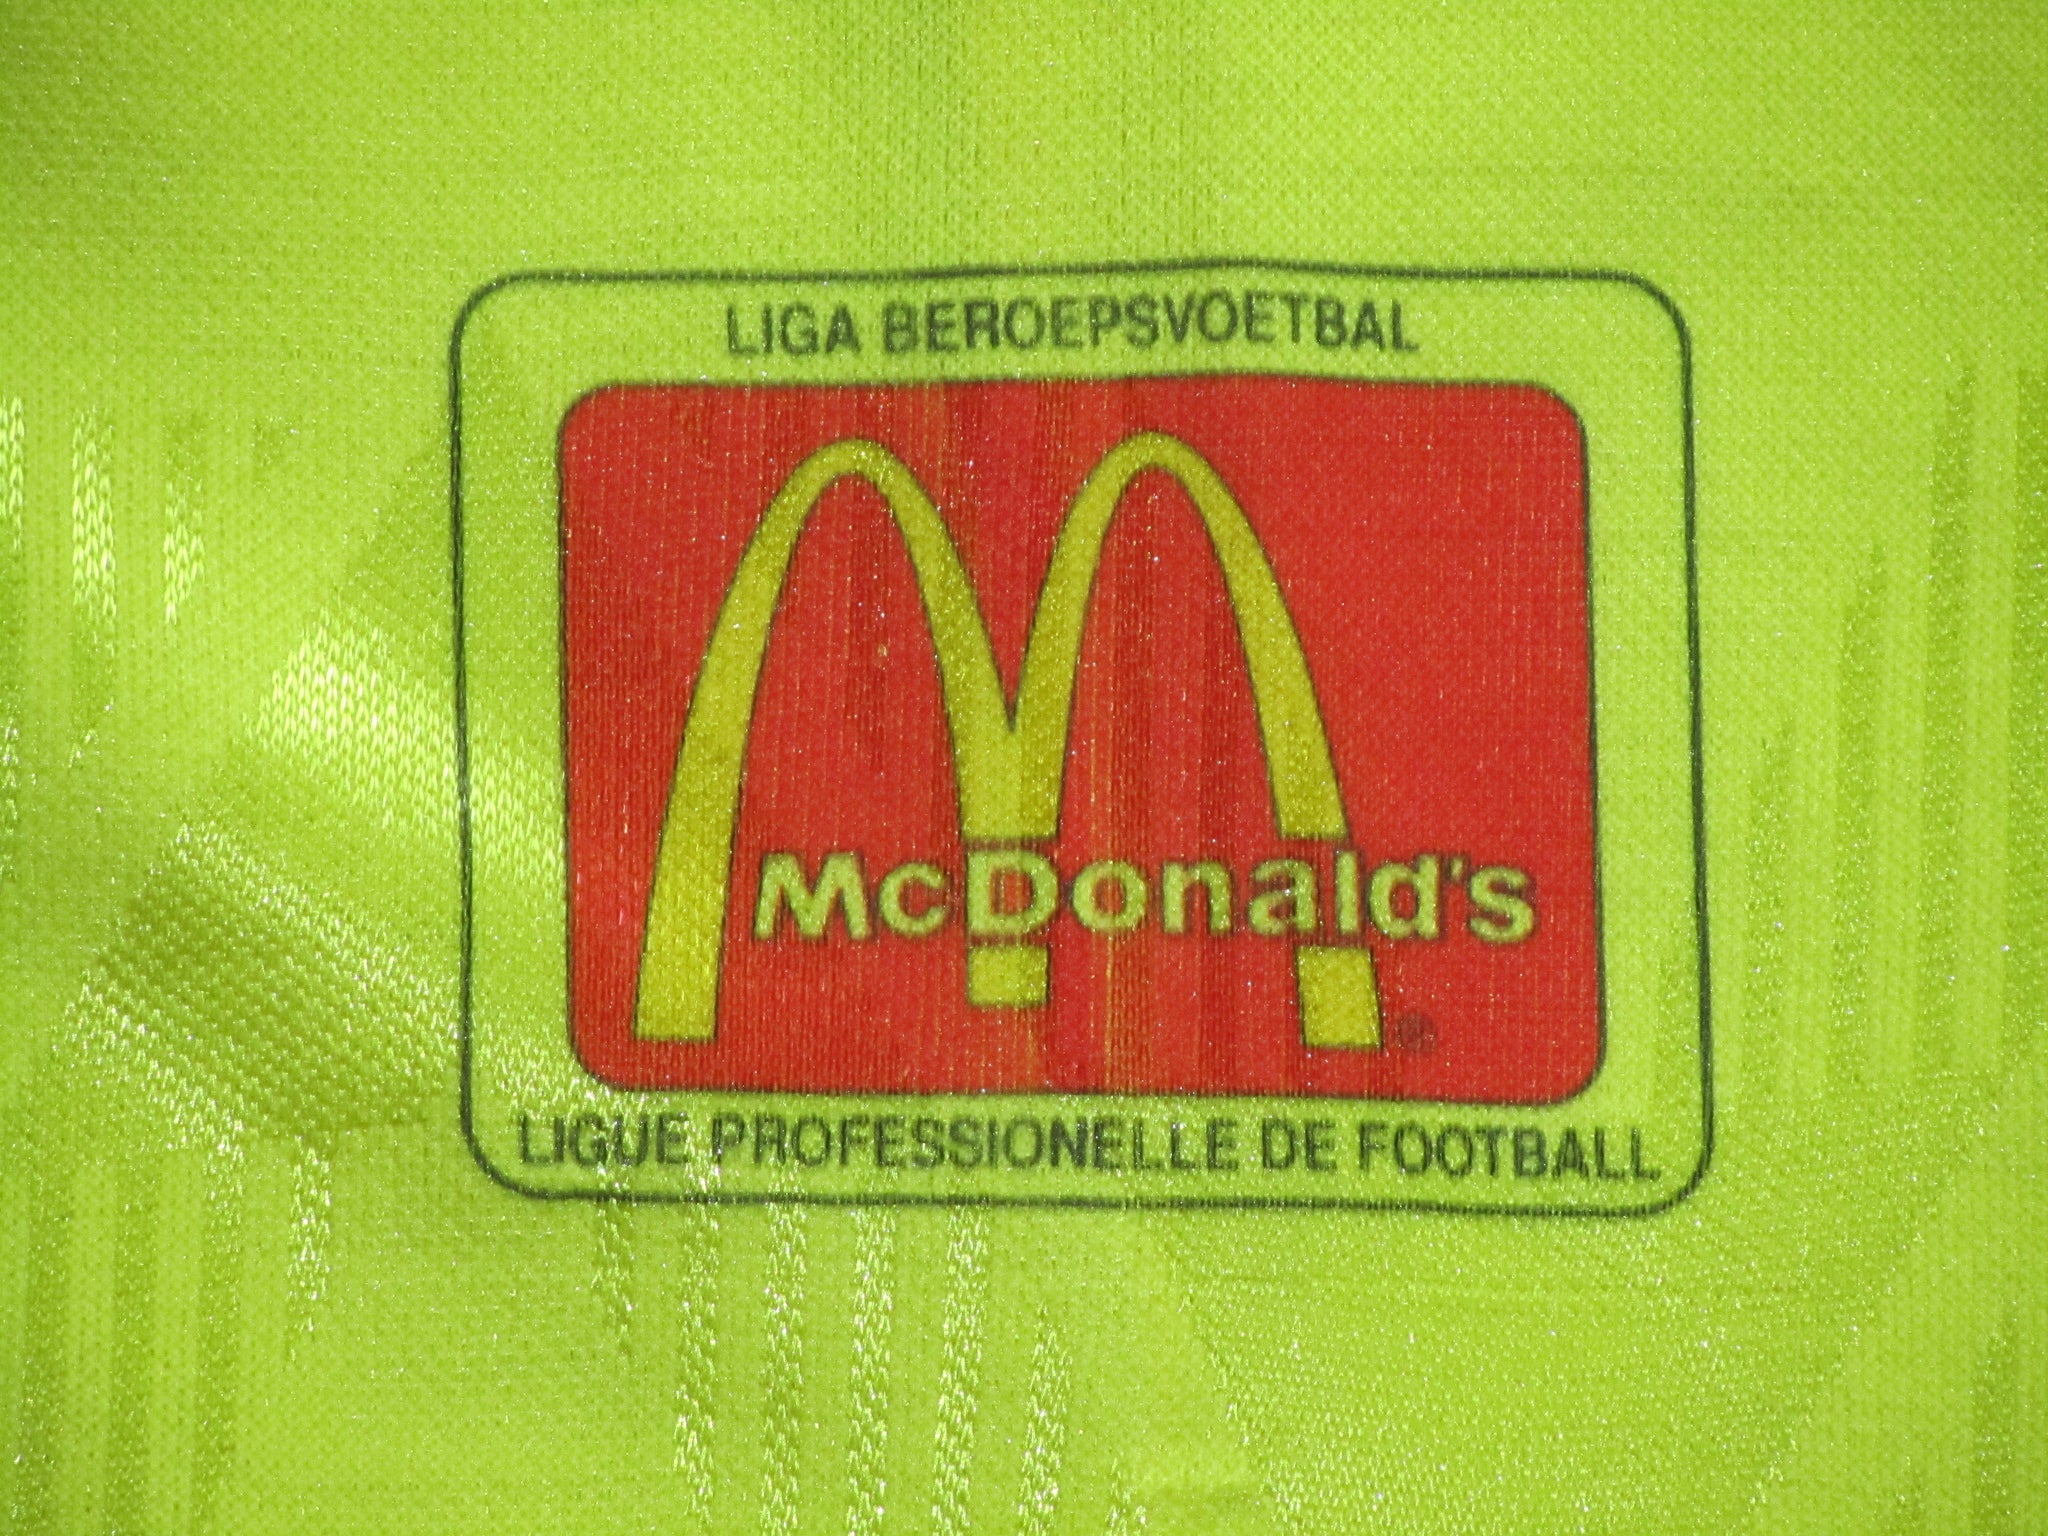 LIGA BEROEPSVOETBAL
McDonald's
®
LIGUE PROFESSIONELLE DE FOOTBALL